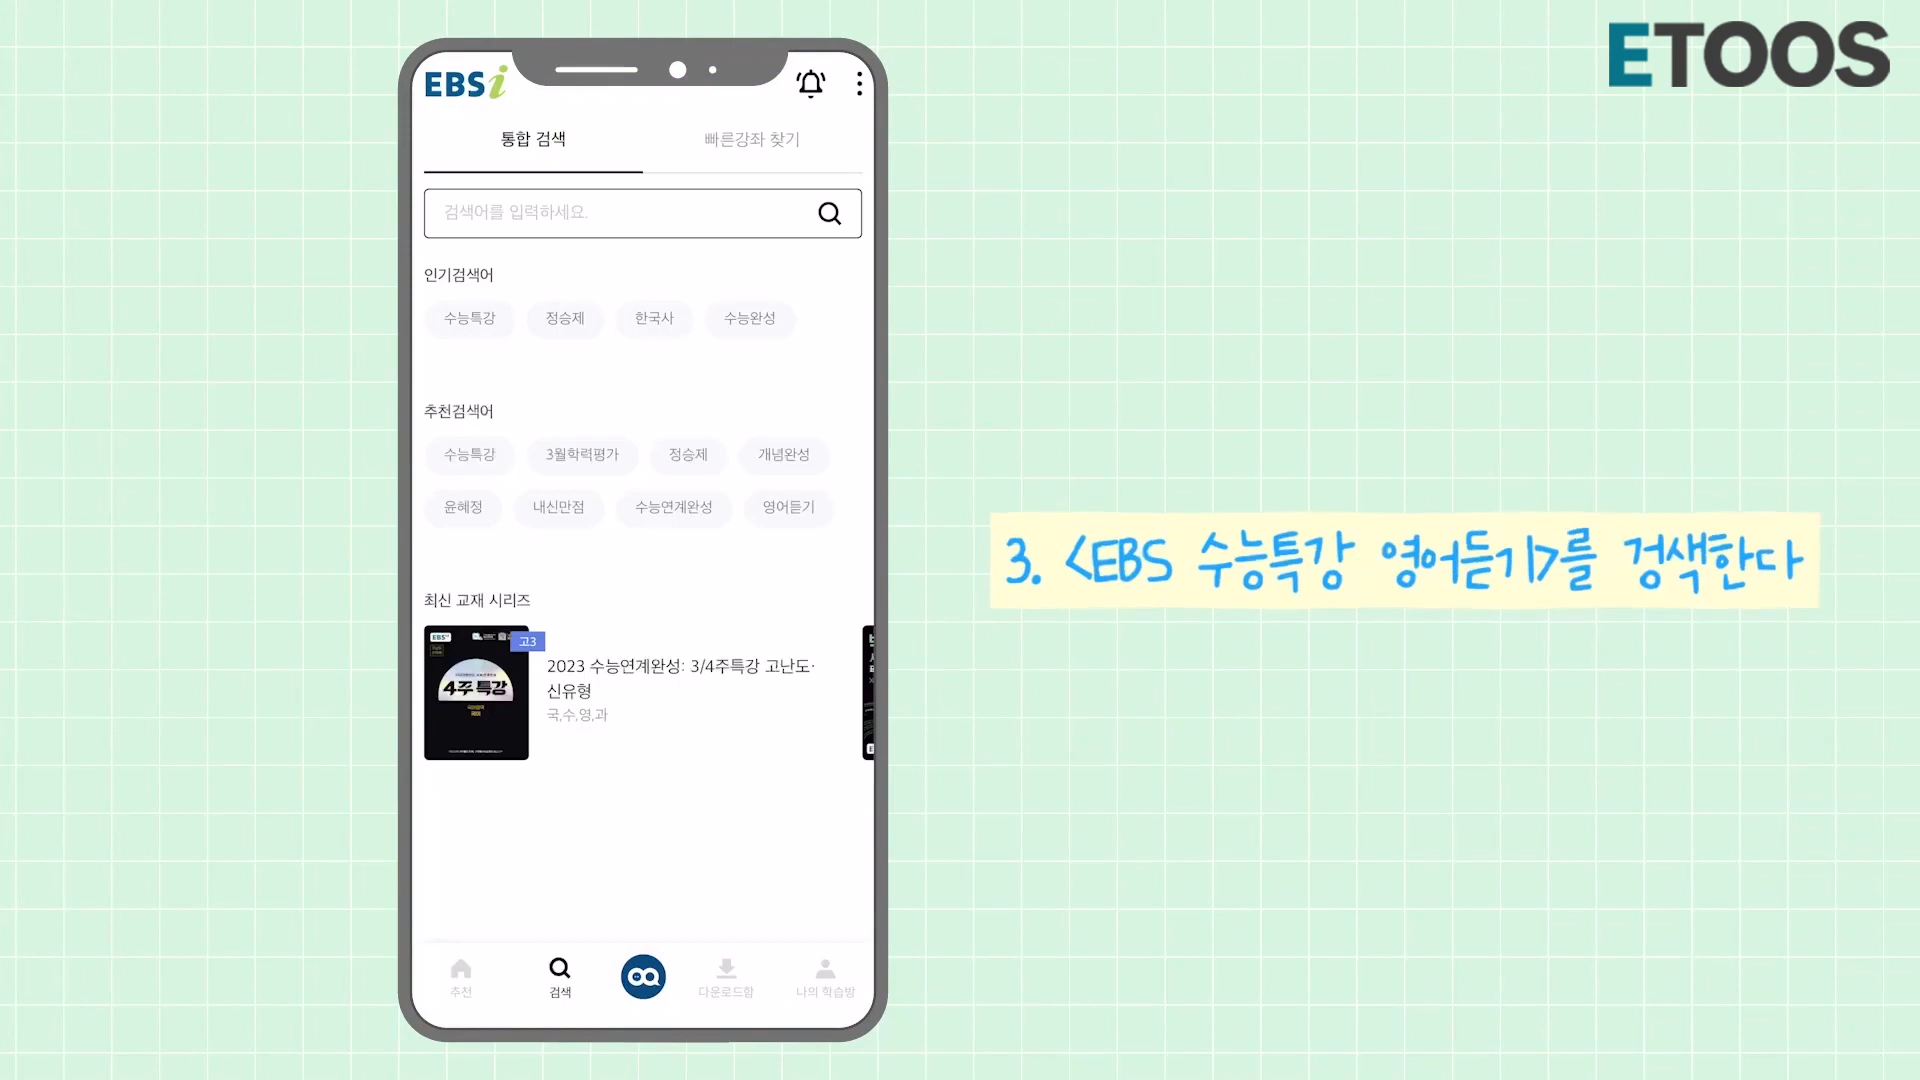 ETOOS
EBSi
통합 검색
빠른강좌 찾기
검색어를 입력하세요.
인기검색어
수능특강 정승제 한국사 수능완성
추천검색어
수능특강 3월학력평가 정승제 개념완성
윤혜정 내신만점 수능연계완성 영어듣기
최신 교재 시리즈
EBS
4주 특강
고3
2023 수능연계완성: 3/4주특강 고난도·
신유형
국,수,영,과
추천 검색 다운로드함 나의 학습방
3. <EBS 수능특강 영어듣기>를 검색한다